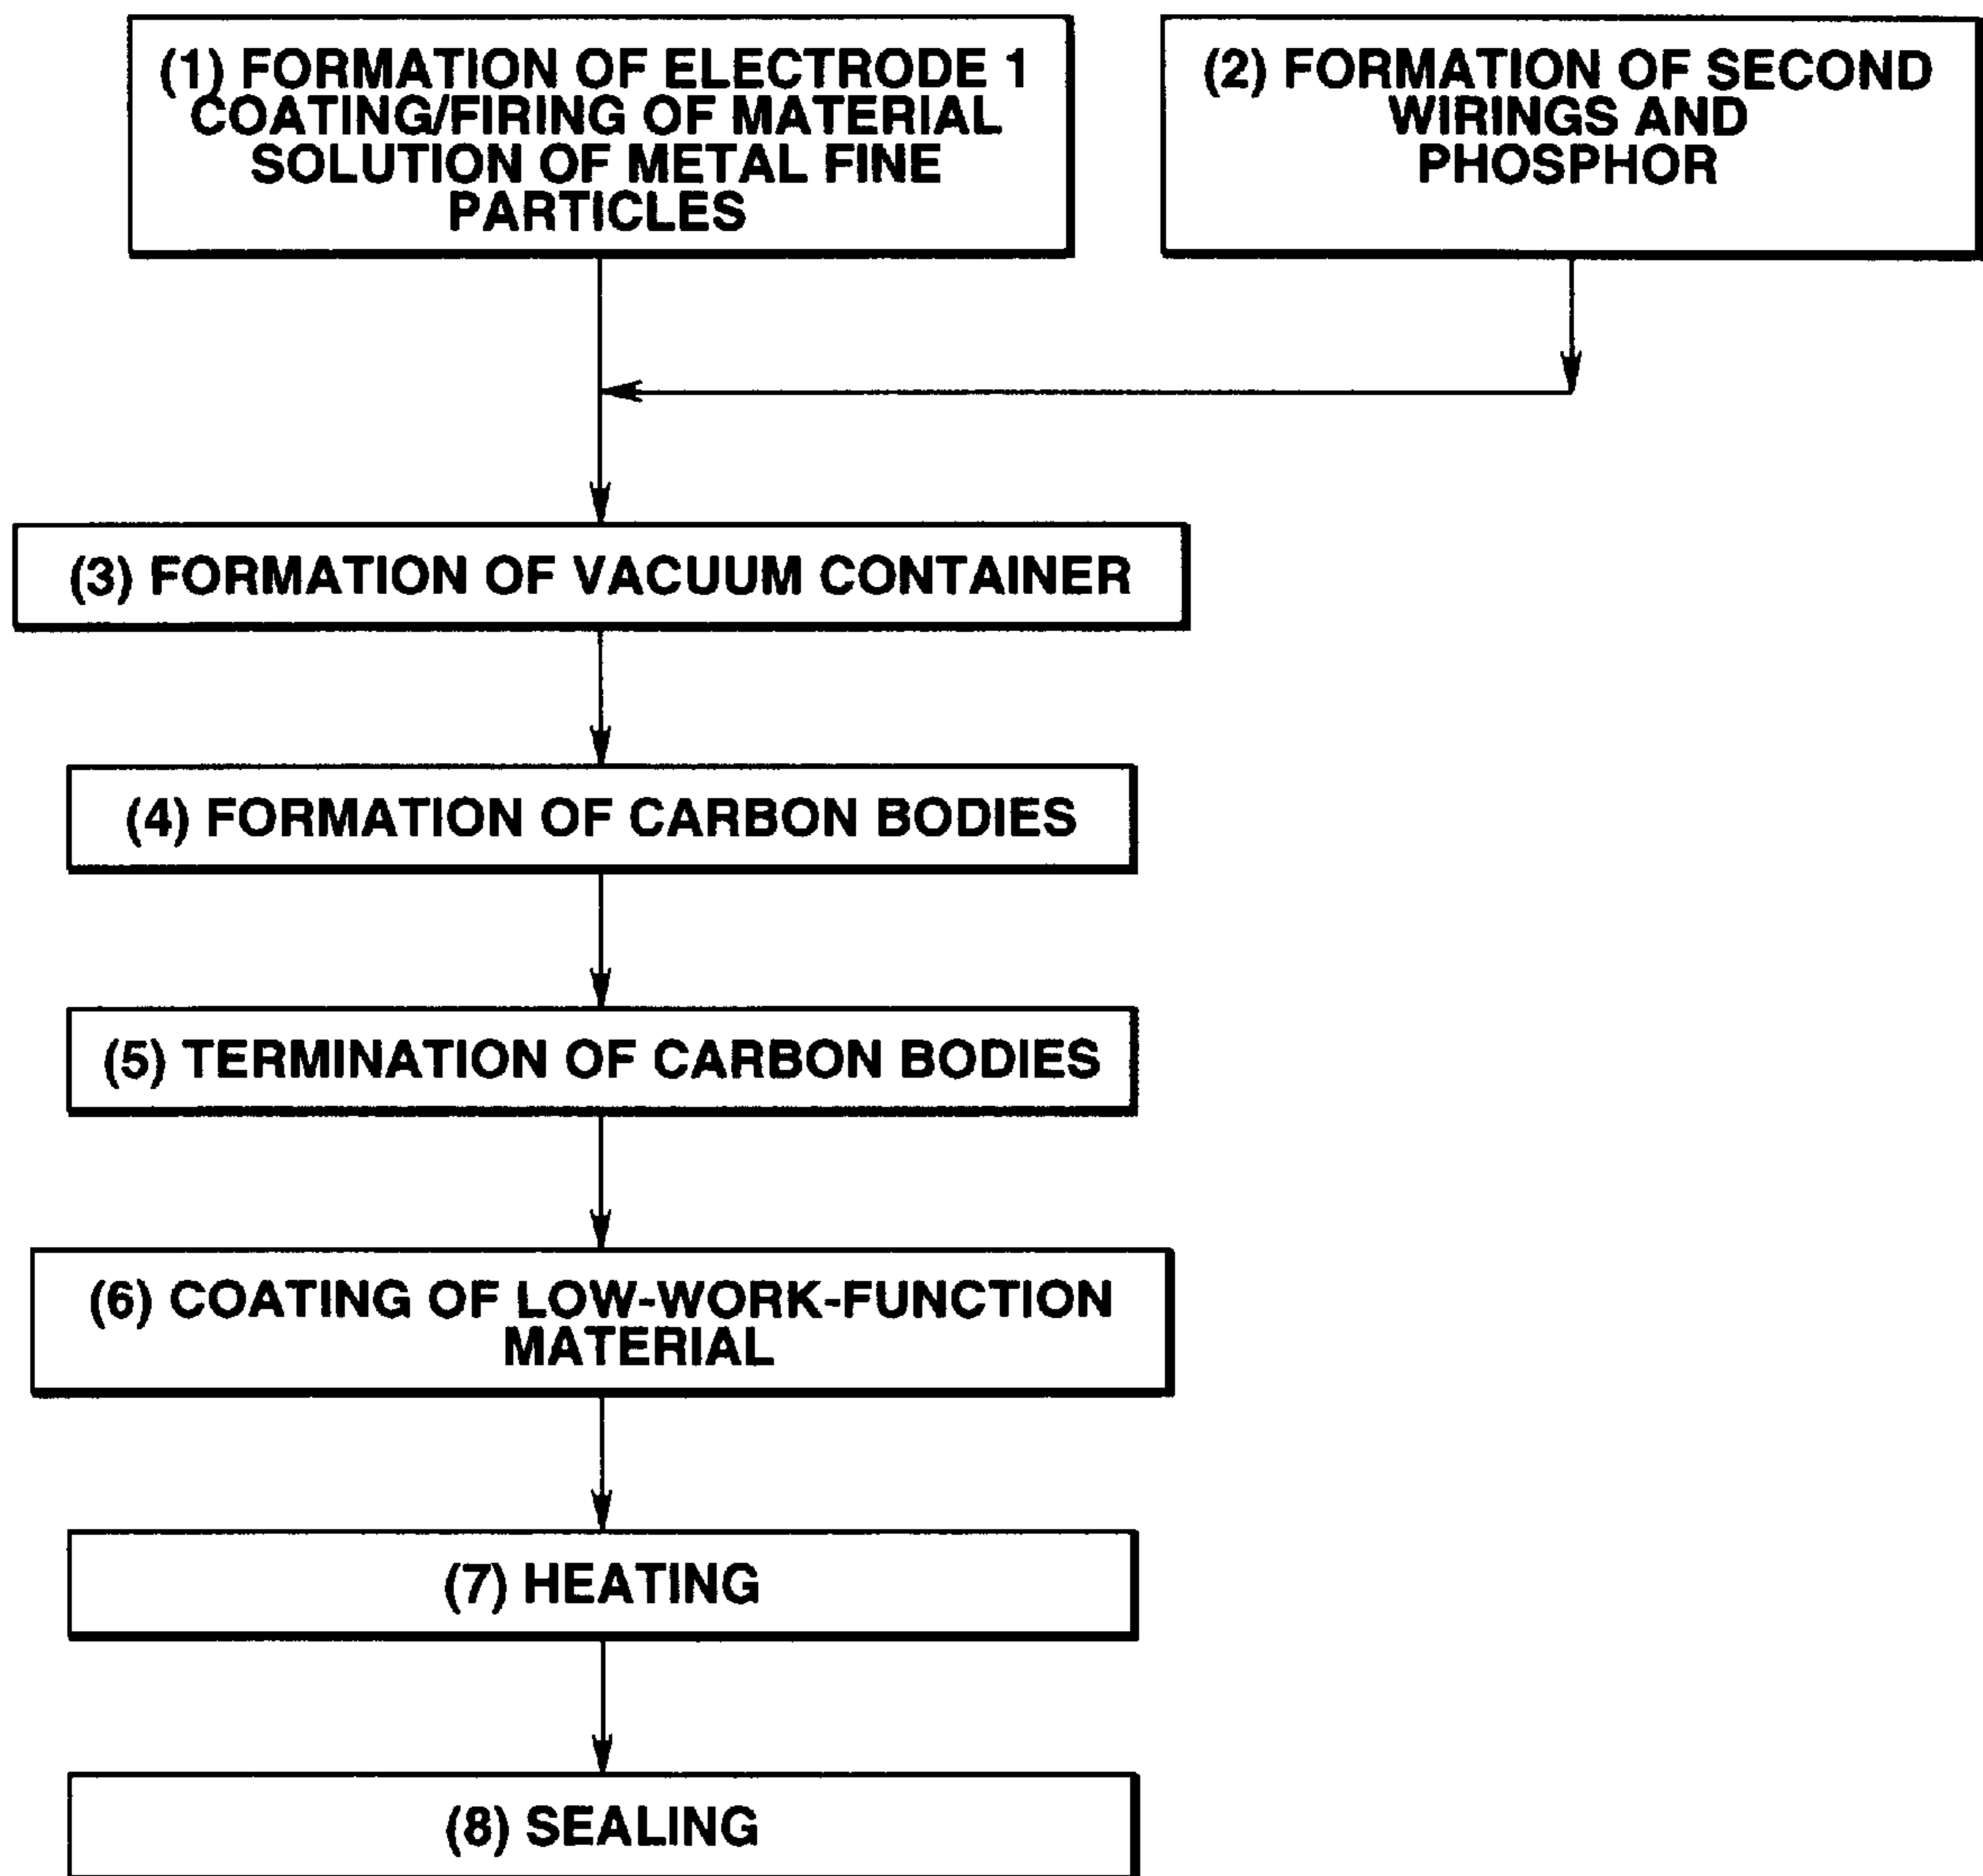 (1) FORMATION OF ELECTRODE 1
COATING/FIRING OF MATERIAL
SOLUTION OF METAL FINE
PARTICLES
(2) FORMATION OF SECOND
WIRINGS AND
PHOSPHOR
(3) FORMATION OF VACUUM CONTAINER
(4) FORMATION OF CARBON BODIES
(5) TERMINATION OF CARBON BODIES
(6) COATING OF LOW-WORK-FUNCTION
MATERIAL
(7) HEATING
(8) SEALING